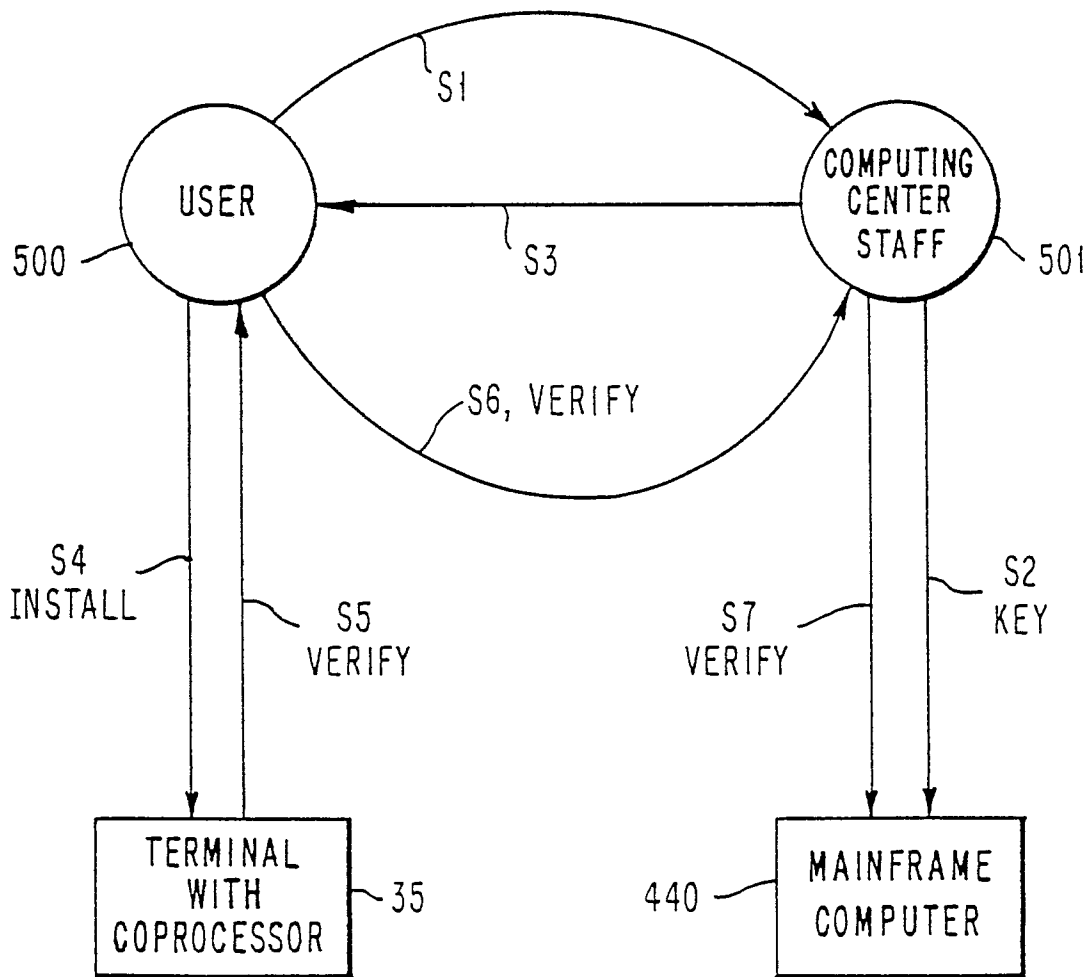 S1
USER
COMPUTING
CENTER
STAFF
500
S3
501
S6, VERIFY
S4
INSTALL
S5
VERIFY
S7
VERIFY
S2
KEY
TERMINAL
WITH
COPROCESSOR
35
440
MAINFRAME
COMPUTER